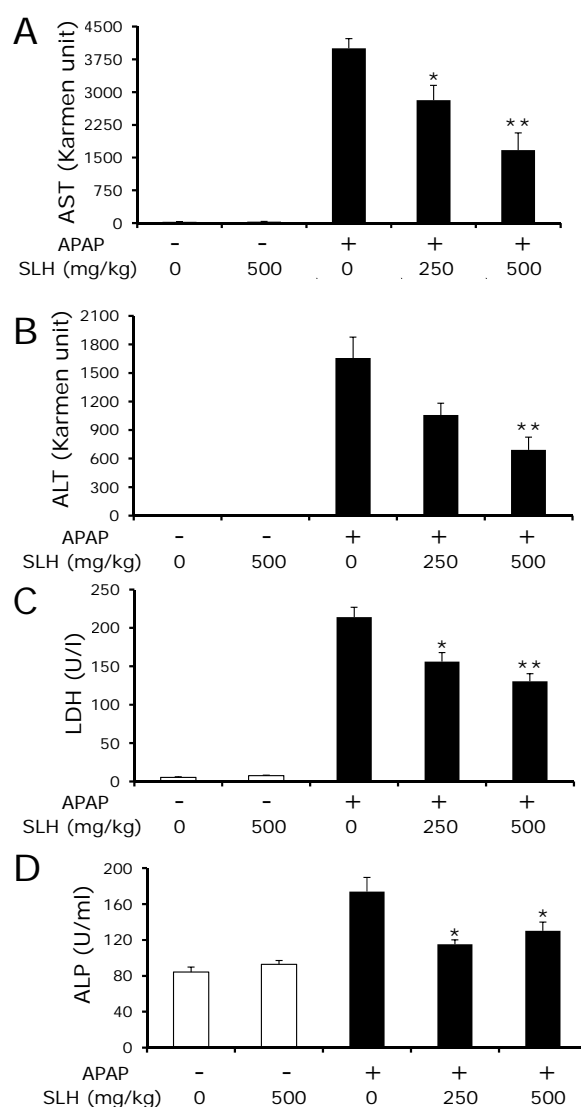 A
AST (Karmen unit)
4500
3750
3000
2250
1500
750
0
*
**
APAP - - + + +
SLH (mg/kg) 0 500 0 250 500
B
ALT (Karmen unit)
2100
1800
1500
1200
900
600
300
0
**
APAP - - + + +
SLH (mg/kg) 0 500 0 250 500
C
LDH (U/l)
250
200
150
100
50
0
*
**
APAP - - + + +
SLH (mg/kg) 0 500 0 250 500
D
ALP (U/ml)
200
160
120
80
40
0
*
*
APAP - - + + +
SLH (mg/kg) 0 500 0 250 500